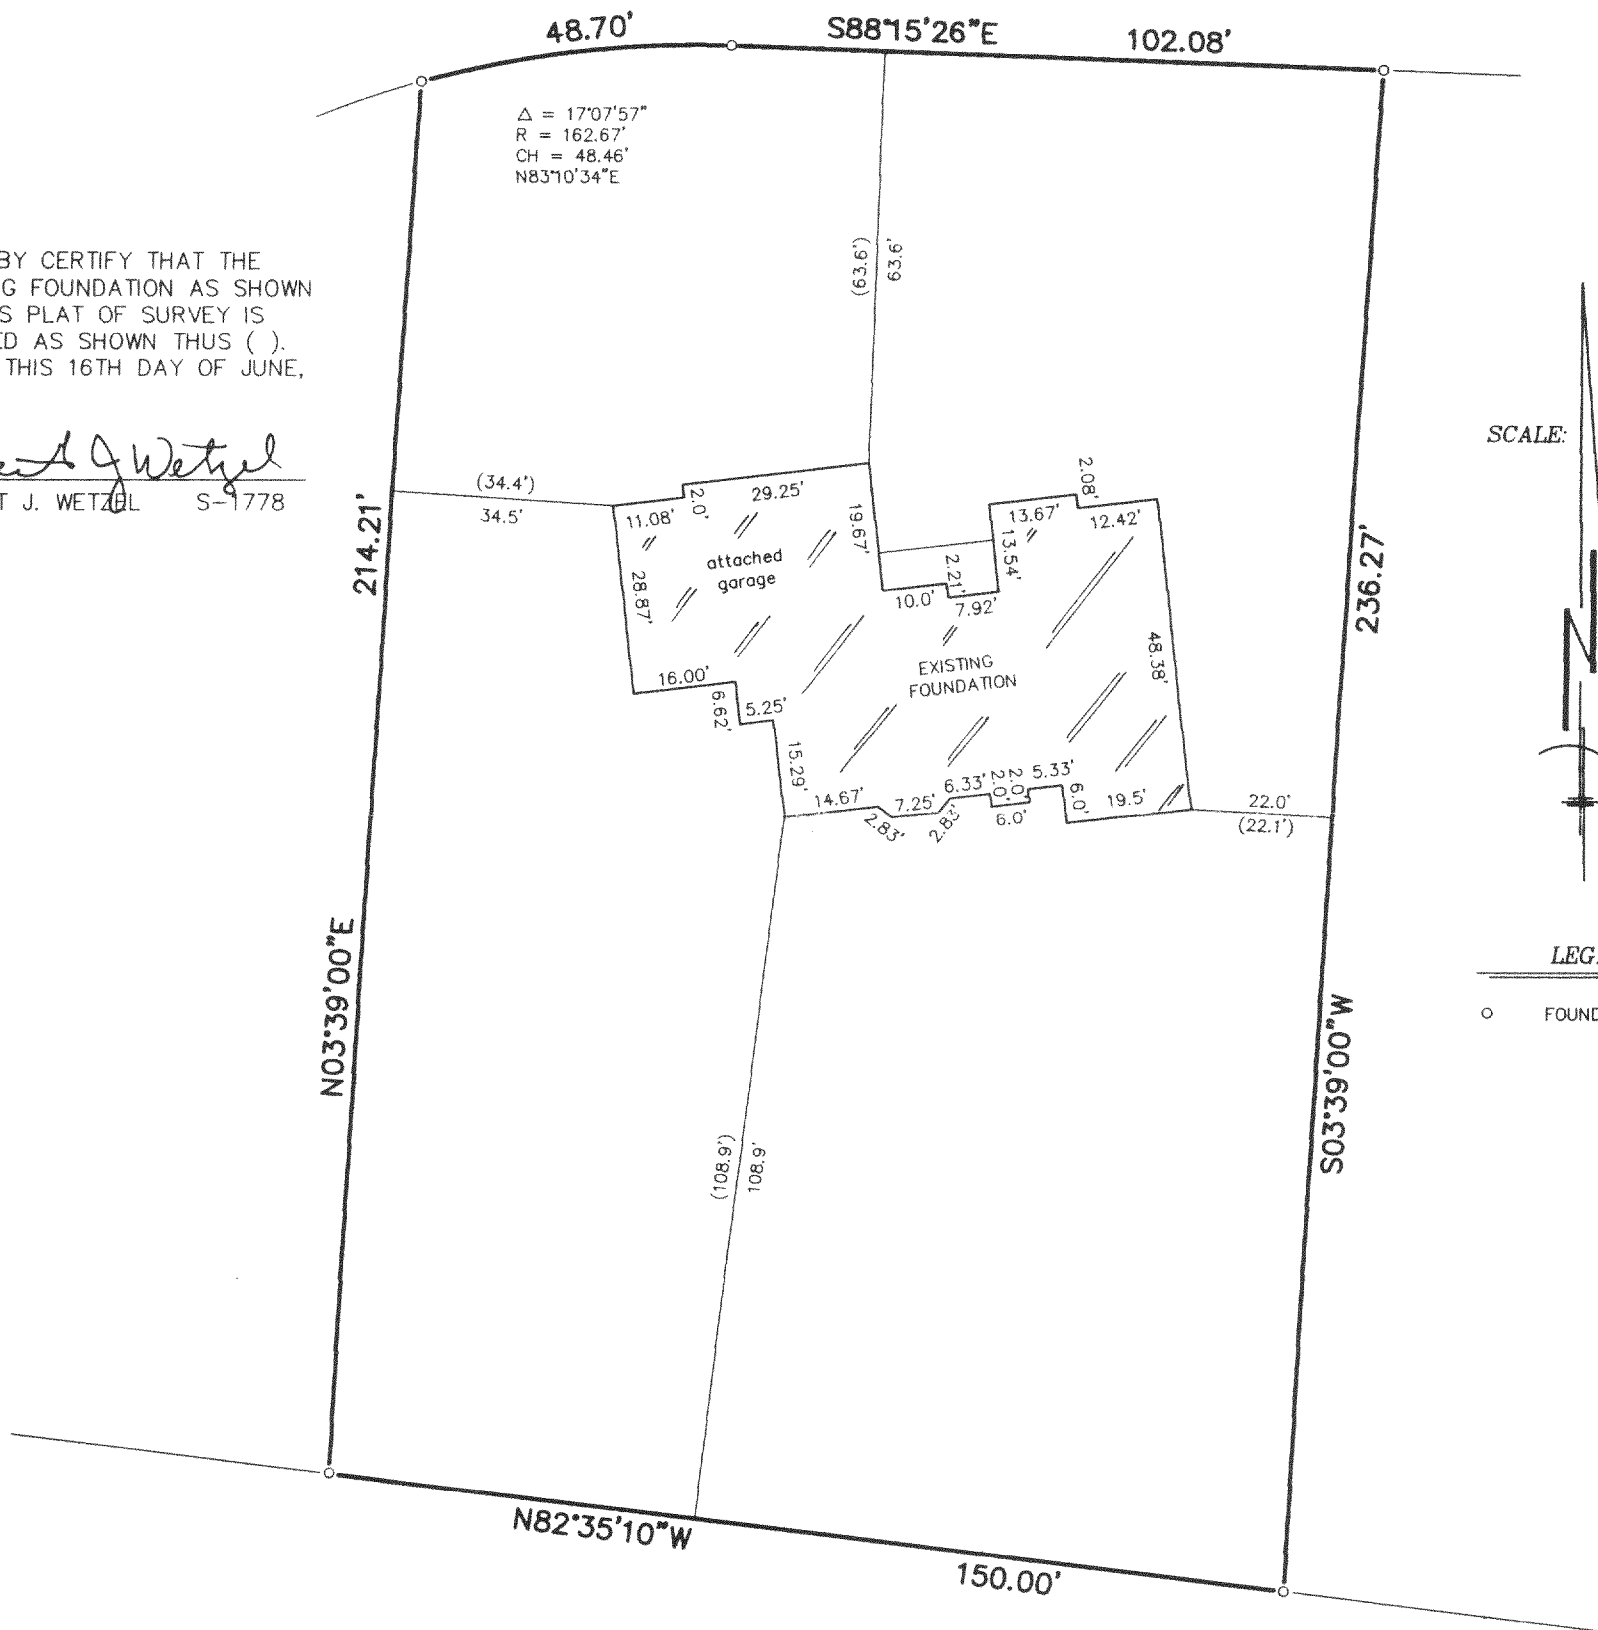 48.70'
S88°15'26"E
102.08'
Δ = 17°07'57"
R = 162.67'
CH = 48.46'
N83°10'34"E
BY CERTIFY THAT THE
G FOUNDATION AS SHOWN
S PLAT OF SURVEY IS
ED AS SHOWN THUS ( ).
THIS 16TH DAY OF JUNE,
J Wetzel
T J. WETZEL S-1778
(63.6')
63.6'
SCALE:
(34.4')
34.5'
214.21'
11.08'
2.0'
29.25'
19.67'
attached
garage
28.87'
13.67'
2.08'
12.42'
13.54'
2.21'
10.0'
7.92'
236.27'
EXISTING
FOUNDATION
48.38'
16.00'
6.62'
5.25'
15.29'
14.67'
2.83'
7.25'
2.83'
6.33'
2.0'
2.0'
6.0'
5.33'
6.0'
19.5'
22.0'
(22.1')
N
N03°39'00"E
LEG
FOUND
S03°39'00"W
(108.9')
108.9'
N82°35'10"W
150.00'